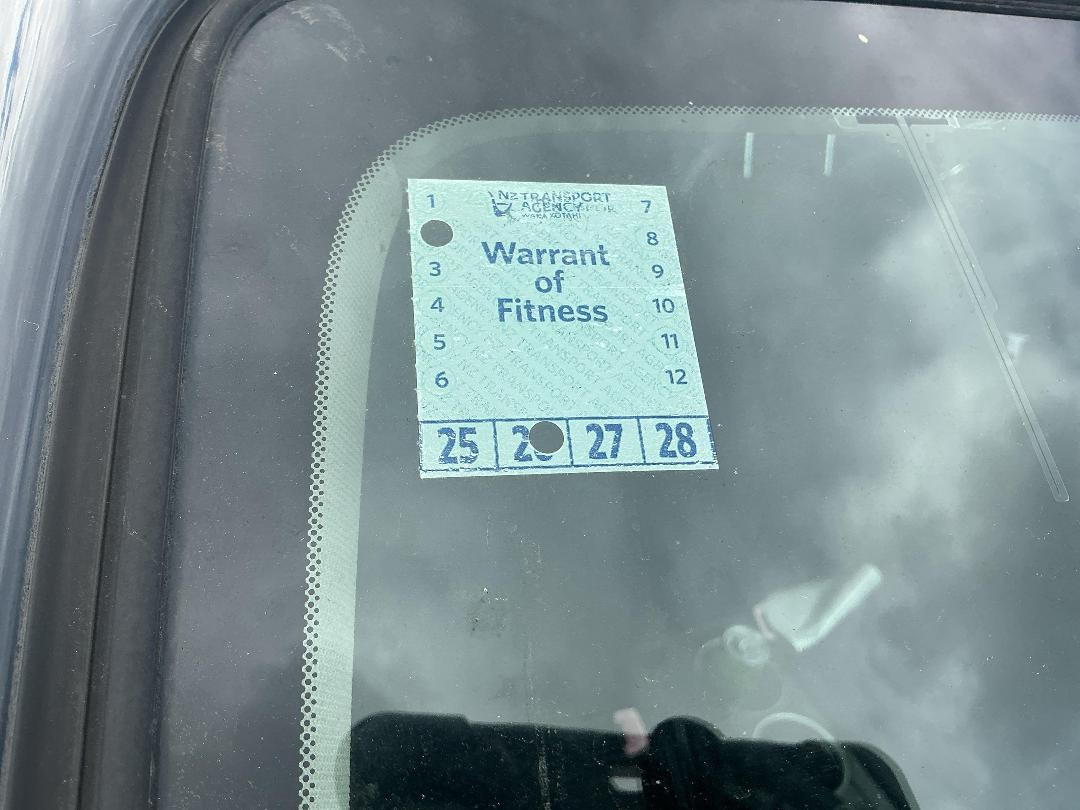 NZ TRANSPORT
AGENCY
WAKA KOTAHI
Warrant
of
Fitness
1 7
8
3 9
4 10
5 11
6 12
25 2 27 28